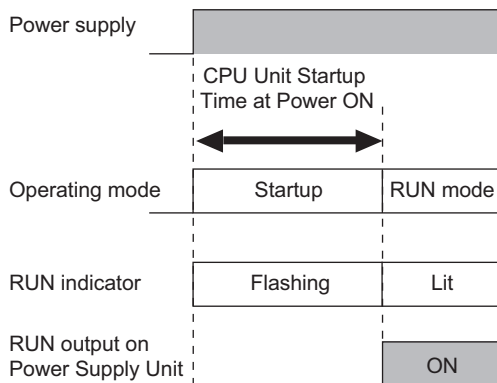 Power supply
CPU Unit Startup
Time at Power ON
Operating mode
Startup
RUN mode
RUN indicator
Flashing
Lit
RUN output on
Power Supply Unit
ON